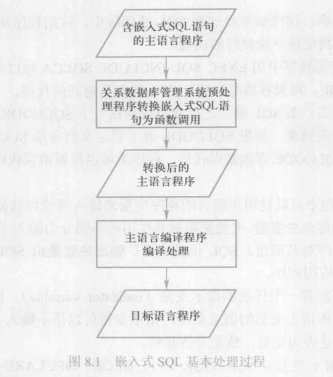 含嵌入式SQL语句
的主语言程序
关系数据库管理系统预处
理程序转换嵌入式SQL语
句为函数调用
转换后的
主语言程序
主语言编译程序
编译处理
目标语言程序
图 8.1 嵌入式 SQL 基本处理过程